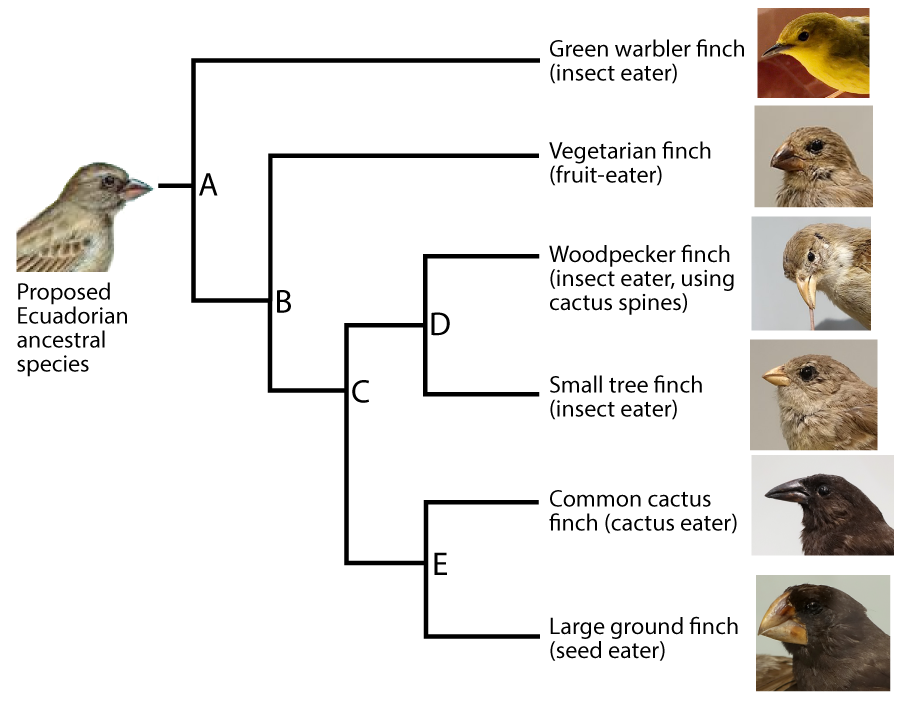 Green warbler finch
(insect eater)
Vegetarian finch
(fruit-eater)
A
Woodpecker finch
(insect eater, using
cactus spines)
Proposed
Ecuadorian
ancestral
species
B
D
Small tree finch
(insect eater)
C
Common cactus
finch (cactus eater)
E
Large ground finch
(seed eater)